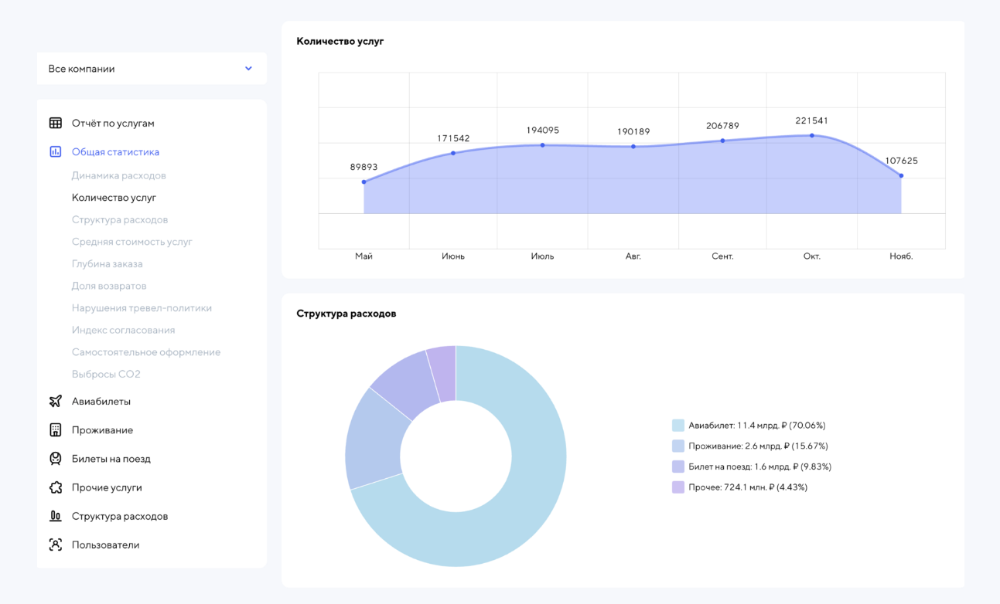 Все компании
Отчёт по услугам
Общая статистика
Динамика расходов
Количество услуг
Структура расходов
Средняя стоимость услуг
Глубина заказа
Доля возвратов
Нарушения тревел-политики
Индекс согласования
Самостоятельное оформление
Выбросы CO2
Авиабилеты
Проживание
Билеты на поезд
Прочие услуги
Структура расходов
Пользователи
Количество услуг
89893
171542
194095
190189
206789
221541
107625
Май
Июнь
Июль
Авг.
Сент.
Окт.
Нояб.
Структура расходов
Авиабилет: 11.4 млрд. ₽ (70.06%)
Проживание: 2.6 млрд. ₽ (15.67%)
Билет на поезд: 1.6 млрд. ₽ (9.83%)
Прочее: 724.1 млн. ₽ (4.43%)